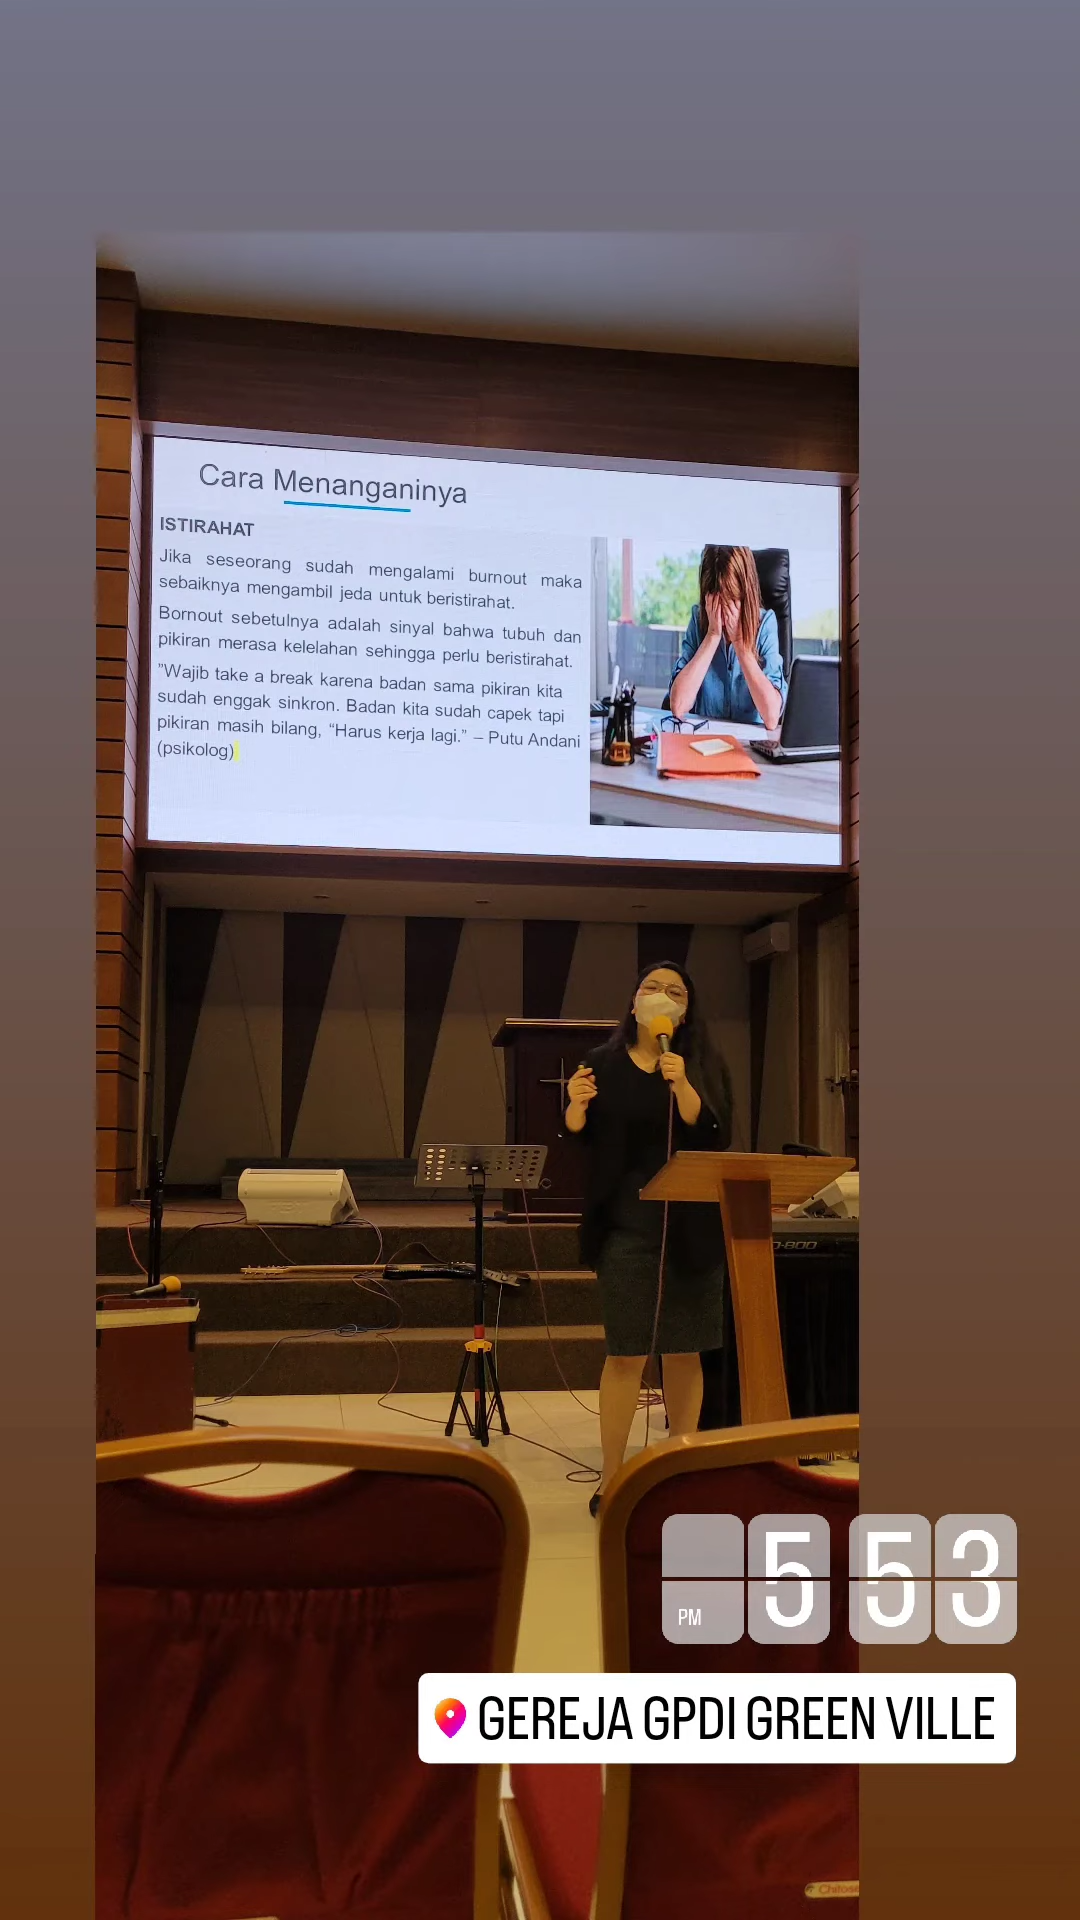 Cara Menanganinya
ISTIRAHAT
Jika seseorang sudah mengalami burnout maka
sebaiknya mengambil jeda untuk beristirahat.
Bornout sebetulnya adalah sinyal bahwa tubuh dan
pikiran merasa kelelahan sehingga perlu beristirahat.
"Wajib take a break karena badan sama pikiran kita
sudah enggak sinkron. Badan kita sudah capek tapi
pikiran masih bilang, “Harus kerja lagi.” – Putu Andani
(psikolog)
PM 5 53
GEREJA GPDI GREEN VILLE
Chitose